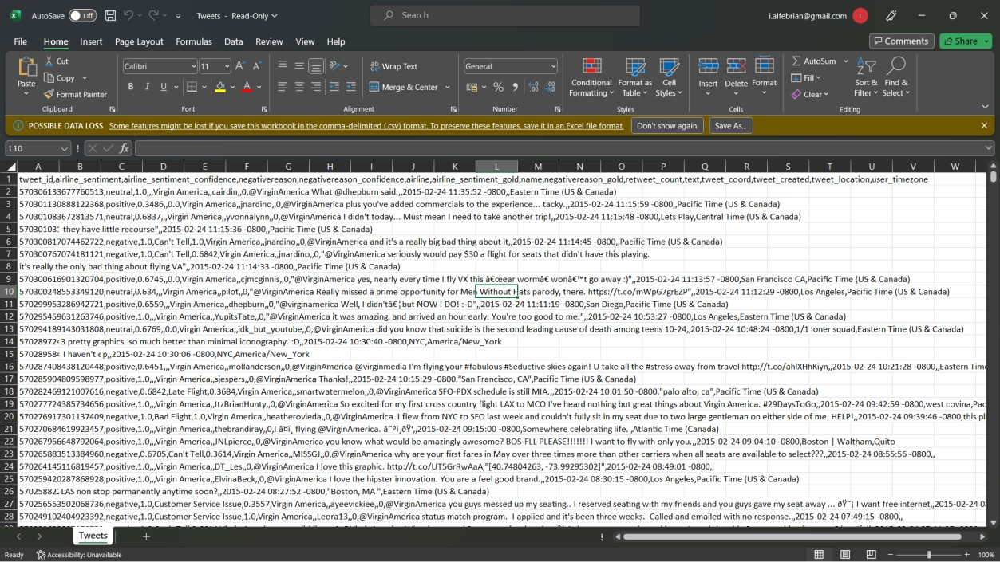 AutoSave Off Tweets - Read-Only Search i.alfebrian@gmail.com I
File Home Insert Page Layout Formulas Data Review View Help Comments Share
Paste Cut Copy Format Painter Calibri 11 A A B I U A Wrap Text Merge & Center General % Conditional Formatting Format as Table Cell Styles Insert Delete Format AutoSum Fill Clear Sort & Filter Find & Select
Clipboard Font Alignment Number Styles Cells Editing
POSSIBLE DATA LOSS Some features might be lost if you save this workbook in the comma-delimited (.csv) format. To preserve these features, save it in an Excel file format. Don't show again Save As...
L10 fx
A B C D E F G H I J K L M N O P Q R S T U V W
1 tweet_id,airline_sentiment,airline_sentiment_confidence,negativereason,negativereason_confidence,airline,airline_sentiment_gold,name,negativereason_gold,retweet_count,text,tweet_coord,tweet_created,tweet_location,user_timezone
2 570306133677760513,neutral,1.0,,,Virgin America,,cairdin,,0,@VirginAmerica What @dhepburn said.,,2015-02-24 11:35:52 -0800,,Eastern Time (US & Canada)
3 570301130888122368,positive,0.3486,,0.0,Virgin America,,jnardino,,0,@VirginAmerica plus you've added commercials to the experience... tacky.,,2015-02-24 11:15:59 -0800,,Pacific Time (US & Canada)
4 570301083672813571,neutral,0.6837,,,Virgin America,,yvonnalynn,,0,@VirginAmerica I didn't today... Must mean I need to take another trip!,,2015-02-24 11:15:48 -0800,Lets Play,Central Time (US & Canada)
5 57030103 they have little recourse",,2015-02-24 11:15:36 -0800,,Pacific Time (US & Canada)
6 570300817074462722,negative,1.0,Can't Tell,1.0,Virgin America,,jnardino,,0,@VirginAmerica and it's a really big bad thing about it,,2015-02-24 11:14:45 -0800,,Pacific Time (US & Canada)
7 570300767074181121,negative,1.0,Can't Tell,0.6842,Virgin America,,jnardino,,0,"@VirginAmerica seriously would pay $30 a flight for seats that didn't have this playing.
8 it's really the only bad thing about flying VA",,2015-02-24 11:14:33 -0800,,Pacific Time (US & Canada)
9 570300616901320704,positive,0.6745,,0.0,Virgin America,,cjmcginnis,,0,"@VirginAmerica yes, nearly every time I fly VX this â€œear wormâ€ wonâ€™t go away :)",,2015-02-24 11:13:57 -0800,San Francisco CA,Pacific Time (US & Canada)
10 570300248553349120,neutral,0.634,,,Virgin America,,pilot,,0,"@VirginAmerica Really missed a prime opportunity for Men Without Hats parody, there. https://t.co/mWpG7grEZP",,2015-02-24 11:12:29 -0800,Los Angeles,Pacific Time (US & Canada)
11 570299953286942721,positive,0.6559,,,Virgin America,,dhepburn,,0,"@virginamerica Well, I didn'tâ€¦but NOW I DO! :-D",,2015-02-24 11:11:19 -0800,San Diego,Pacific Time (US & Canada)
12 570295459631263746,positive,1.0,,,Virgin America,,YupitsTate,,0,"@VirginAmerica it was amazing, and arrived an hour early. You're too good to me.",,2015-02-24 10:53:27 -0800,Los Angeles,Eastern Time (US & Canada)
13 570294189143031808,neutral,0.6769,,0.0,Virgin America,,idk_but_youtube,,0,@VirginAmerica did you know that suicide is the second leading cause of death among teens 10-24,,2015-02-24 10:48:24 -0800,1/1 loner squad,Eastern Time (US & Canada)
14 570289724 3 pretty graphics. so much better than minimal iconography. :D,,2015-02-24 10:30:40 -0800,NYC,America/New_York
15 570289584 I haven't e p,,2015-02-24 10:30:06 -0800,NYC,America/New_York
16 570287408438120448,positive,0.6451,,,Virgin America,,mollanderson,,0,@VirginAmerica @virginmedia I'm flying your #fabulous #Seductive skies again! U take all the #stress away from travel http://t.co/ahlXHhKiyn,,2015-02-24 10:21:28 -0800,,Eastern Time
17 570285904809598977,positive,1.0,,,Virgin America,,sjespers,,0,@VirginAmerica Thanks!,,2015-02-24 10:15:29 -0800,"San Francisco, CA",Pacific Time (US & Canada)
18 570282469121007616,negative,0.6842,Late Flight,0.3684,Virgin America,,smartwatermelon,,0,@VirginAmerica SFO-PDX schedule is still MIA.,,2015-02-24 10:01:50 -0800,"palo alto, ca",Pacific Time (US & Canada)
19 570277724385734656,positive,1.0,,,Virgin America,,ItzBrianHunty,,0,@VirginAmerica So excited for my first cross country flight LAX to MCO I've heard nothing but great things about Virgin America. #29DaysToGo,,2015-02-24 09:42:59 -0800,west covina,Pac
20 570276917301137409,negative,1.0,Bad Flight,1.0,Virgin America,,heatherovieda,,0,@VirginAmerica  I flew from NYC to SFO last week and couldn't fully sit in my seat due to two large gentleman on either side of me. HELP!,,2015-02-24 09:39:46 -0800,this pl
21 570270684619923457,positive,1.0,,,Virgin America,,thebrandiray,,0,I flying @VirginAmerica. 2015-02-24 09:15:00 -0800,Somewhere celebrating life. ,Atlantic Time (Canada)
22 570267956648792064,positive,1.0,,,Virgin America,,JNLpierce,,0,@VirginAmerica you know what would be amazingly awesome? BOS-FLL PLEASE!!!!!!! I want to fly with only you.,,2015-02-24 09:04:10 -0800,Boston | Waltham,Quito
23 570265883513384960,negative,0.6705,Can't Tell,0.3614,Virgin America,,MISSGJ,,0,@VirginAmerica why are your first fares in May over three times more than other carriers when all seats are available to select???,,2015-02-24 08:55:56 -0800,,
24 570264145116819457,positive,1.0,,,Virgin America,,DT_Les,,0,@VirginAmerica I love this graphic. http://t.co/UT5GrRwAaA,"[40.74804263, -73.99295302]",2015-02-24 08:49:01 -0800,,
25 570259420287868928,positive,1.0,,,Virgin America,,ElvinaBeck,,0,@VirginAmerica I love the hipster innovation. You are a feel good brand.,,2015-02-24 08:30:15 -0800,Los Angeles,Pacific Time (US & Canada)
26 570258822 LAS non stop permanently anytime soon?,,2015-02-24 08:27:52 -0800,"Boston, MA ",Eastern Time (US & Canada)
27 570256553502068736,negative,1.0,Customer Service Issue,0.3557,Virgin America,,ayeevickiee,,0,@VirginAmerica you guys messed up my seating.. I reserved seating with my friends and you guys gave my seat away ... ðŸ˜¡ I want free internet,,2015-02-24 08
28 570249102404923392,negative,1.0,Customer Service Issue,1.0,Virgin America,,Leora13,,0,@VirginAmerica status match program.  I applied and it's been three weeks.  Called and emailed with no response.,,2015-02-24 07:49:15 -0800,,
Tweets
Ready Accessibility: Unavailable 100%